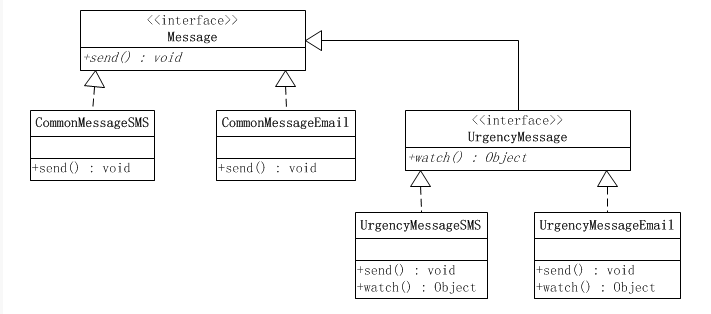 <<interface>>
Message
+send() : void
CommonMessageSMS
+send() : void
CommonMessageEmail
+send() : void
<<interface>>
UrgencyMessage
+watch() : Object
UrgencyMessageSMS
+send() : void
+watch() : Object
UrgencyMessageEmail
+send() : void
+watch() : Object